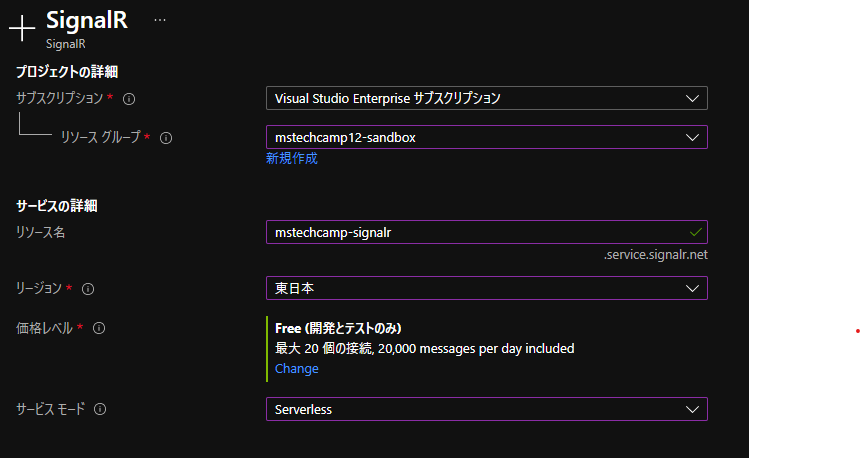 SignalR
...
SignalR
プロジェクトの詳細
サブスクリプション *
Visual Studio Enterprise サブスクリプション
リソース グループ *
mstechcamp12-sandbox
新規作成
サービスの詳細
リソース名
mstechcamp-signalr
.service.signalr.net
リージョン *
東日本
価格レベル *
Free (開発とテストのみ)
最大 20 個の接続, 20,000 messages per day included
Change
サービス モード
Serverless